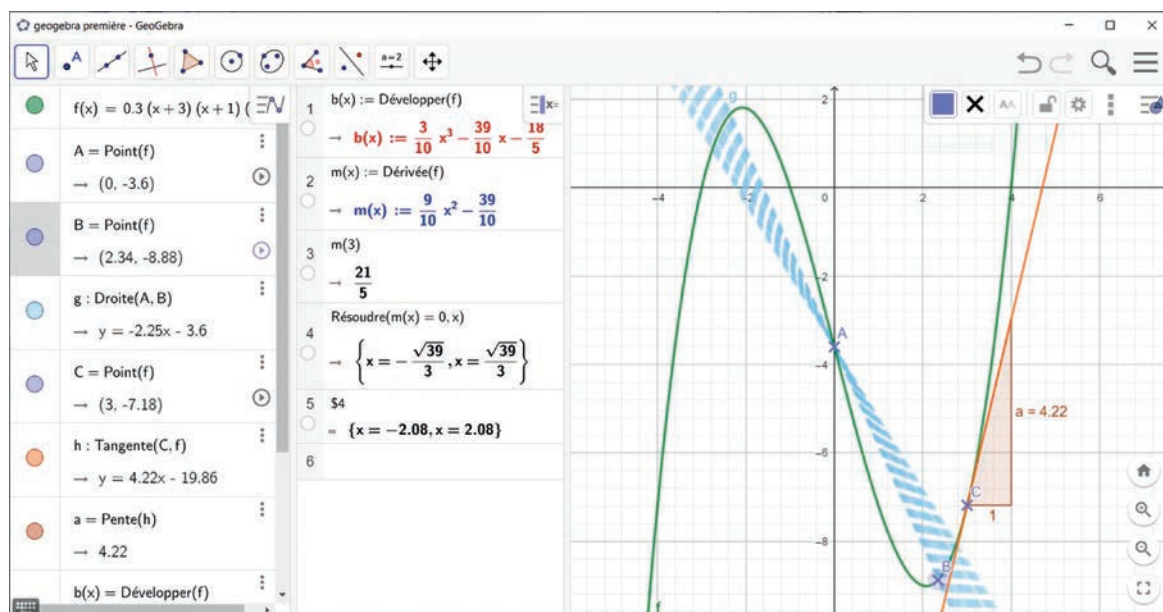 geogebra première - GeoGebra
a=2
f(x) = 0.3 (x + 3) (x + 1) (
A = Point(f)
→ (0, -3.6)
B = Point(f)
→ (2.34, -8.88)
g : Droite(A, B)
→ y = -2.25x - 3.6
C = Point(f)
→ (3, -7.18)
h : Tangente(C, f)
→ y = 4.22x - 19.86
a = Pente(h)
→ 4.22
b(x) = Développer(f)
1 b(x) := Développer(f)
→ b(x) := 3/10 x³ − 39/10 x − 18/5
2 m(x) := Dérivée(f)
→ m(x) := 9/10 x² − 39/10
3 m(3)
→ 21/5
4 Résoudre(m(x) = 0, x)
→ {x = − √39/3, x = √39/3}
5 $4
≈ {x = −2.08, x = 2.08}
6
x=
AA
g
2
−4 −2 0 2 4 6
−2
A
−4
a = 4.22
−6
C
1
−8
B
f